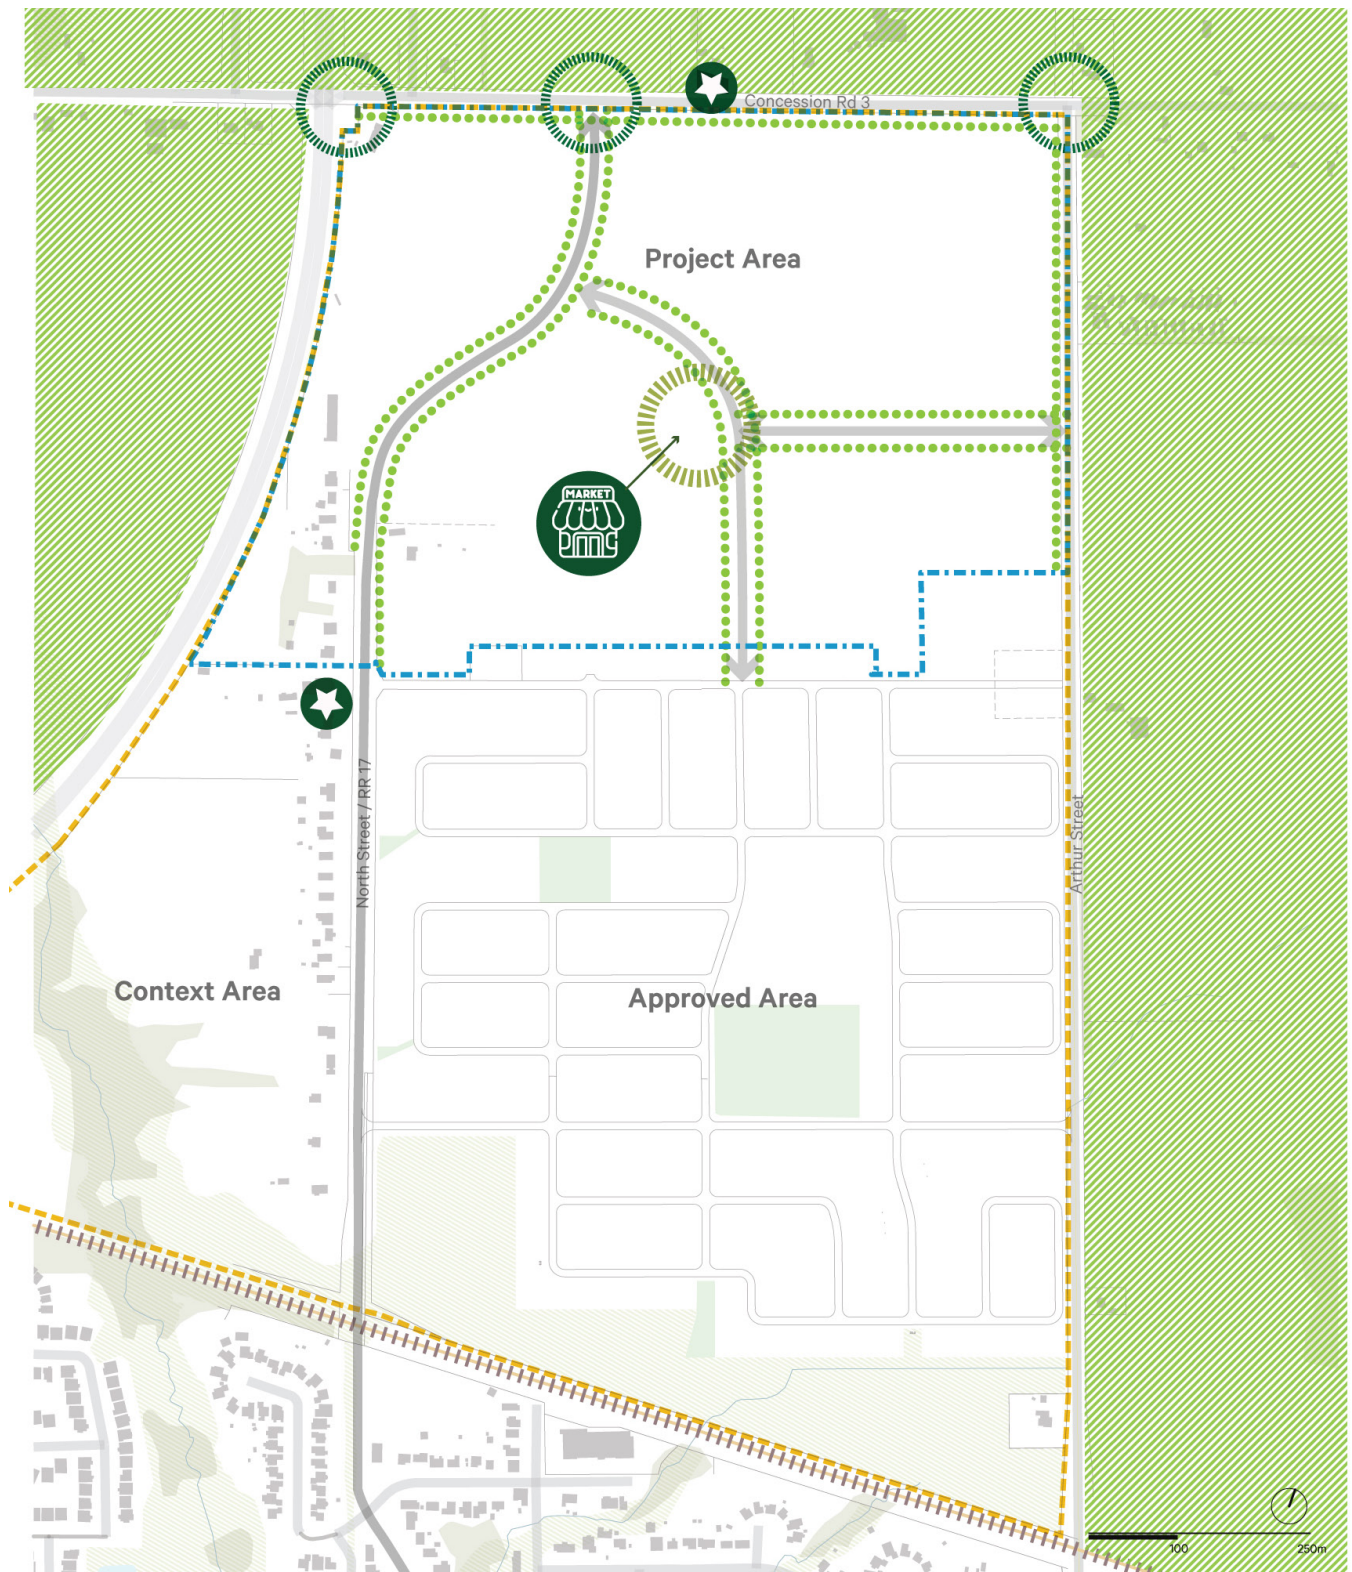 Concession Rd 3
Project Area
MARKET
North Street / RR 17
Arthur Street
Context Area
Approved Area
100
250m